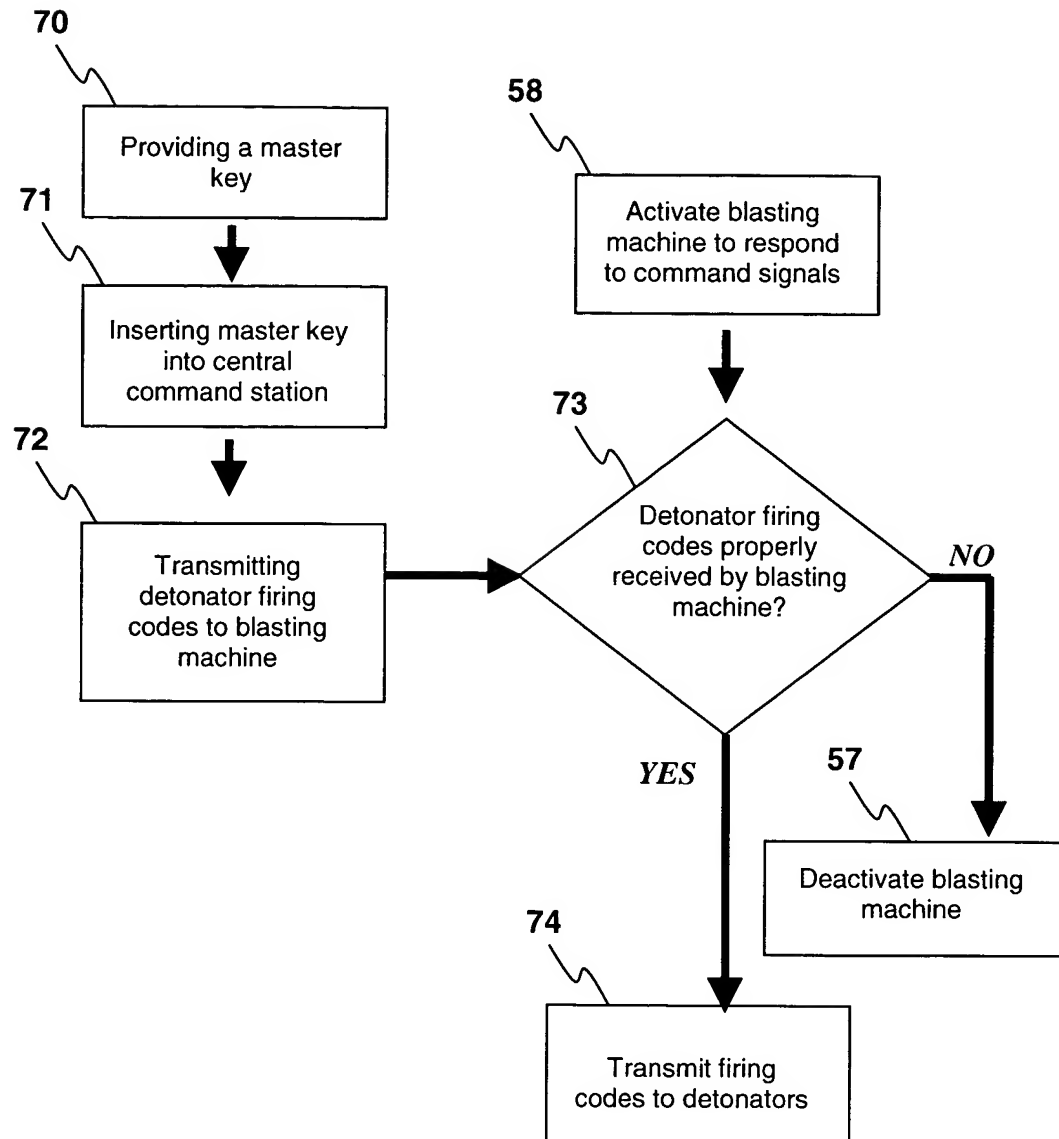 70
Providing a master
key
71
Inserting master key
into central
command station
72
Transmitting
detonator firing
codes to blasting
machine
58
Activate blasting
machine to respond
to command signals
73
Detonator firing
codes properly
received by blasting
machine?
NO
YES
57
Deactivate blasting
machine
74
Transmit firing
codes to detonators